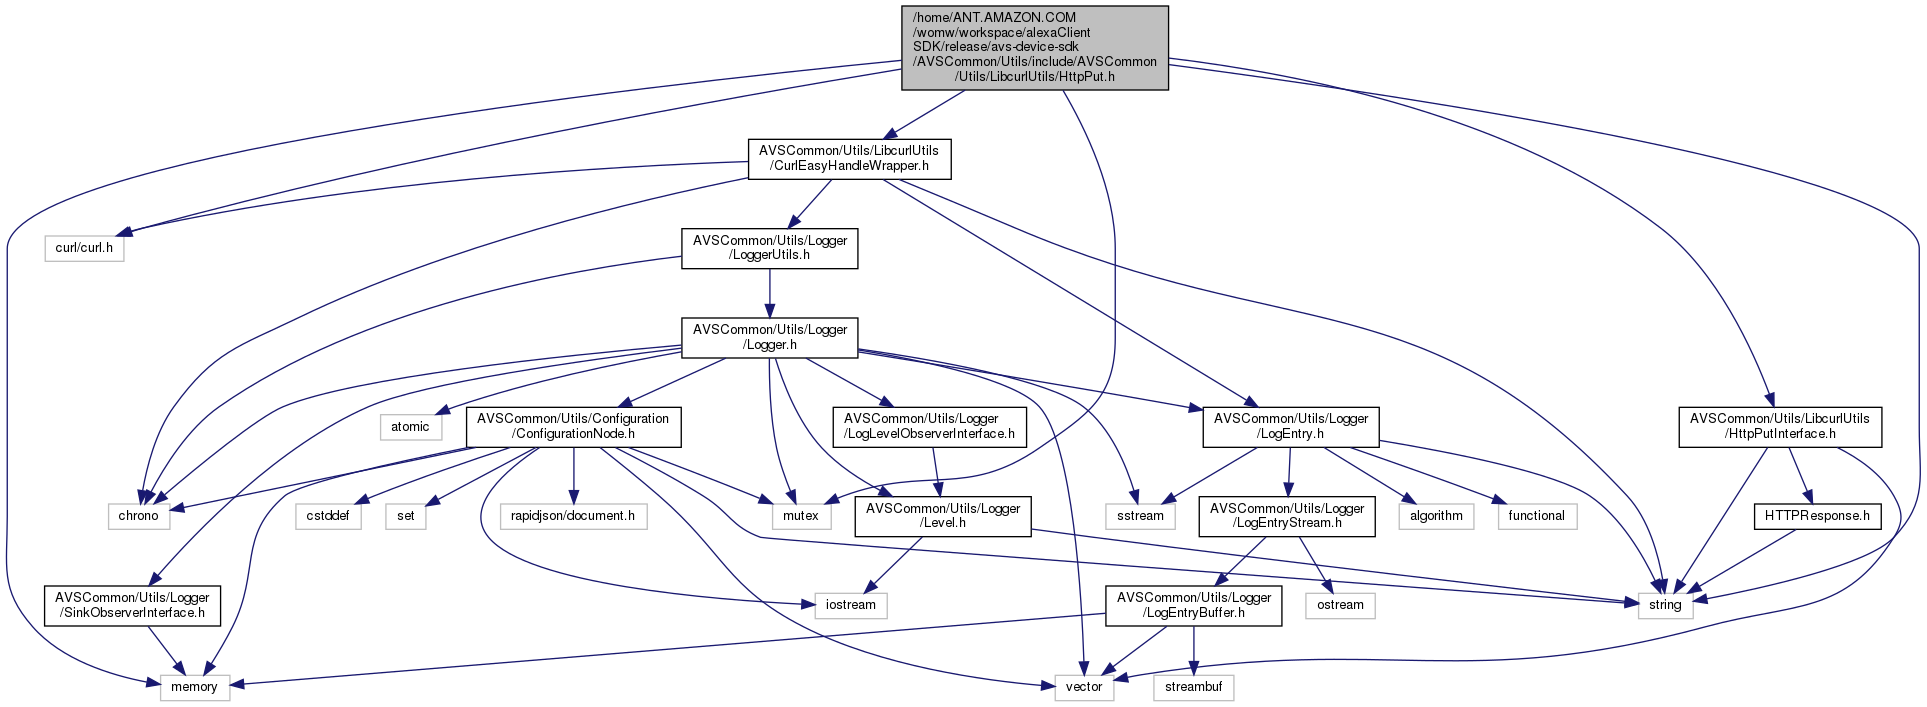 /home/ANT.AMAZON.COM
/womw/workspace/alexaClient
SDK/release/avs-device-sdk
/AVSCommon/Utils/include/AVSCommon
/Utils/LibcurlUtils/HttpPut.h
AVSCommon/Utils/LibcurlUtils
/CurlEasyHandleWrapper.h
curl/curl.h
AVSCommon/Utils/Logger
/LoggerUtils.h
AVSCommon/Utils/Logger
/Logger.h
atomic
AVSCommon/Utils/Configuration
/ConfigurationNode.h
AVSCommon/Utils/Logger
/LogLevelObserverInterface.h
AVSCommon/Utils/Logger
/LogEntry.h
AVSCommon/Utils/LibcurlUtils
/HttpPutInterface.h
chrono
cstddef
set
rapidjson/document.h
mutex
AVSCommon/Utils/Logger
/Level.h
sstream
AVSCommon/Utils/Logger
/LogEntryStream.h
algorithm
functional
HTTPResponse.h
AVSCommon/Utils/Logger
/SinkObserverInterface.h
iostream
AVSCommon/Utils/Logger
/LogEntryBuffer.h
ostream
string
memory
vector
streambuf